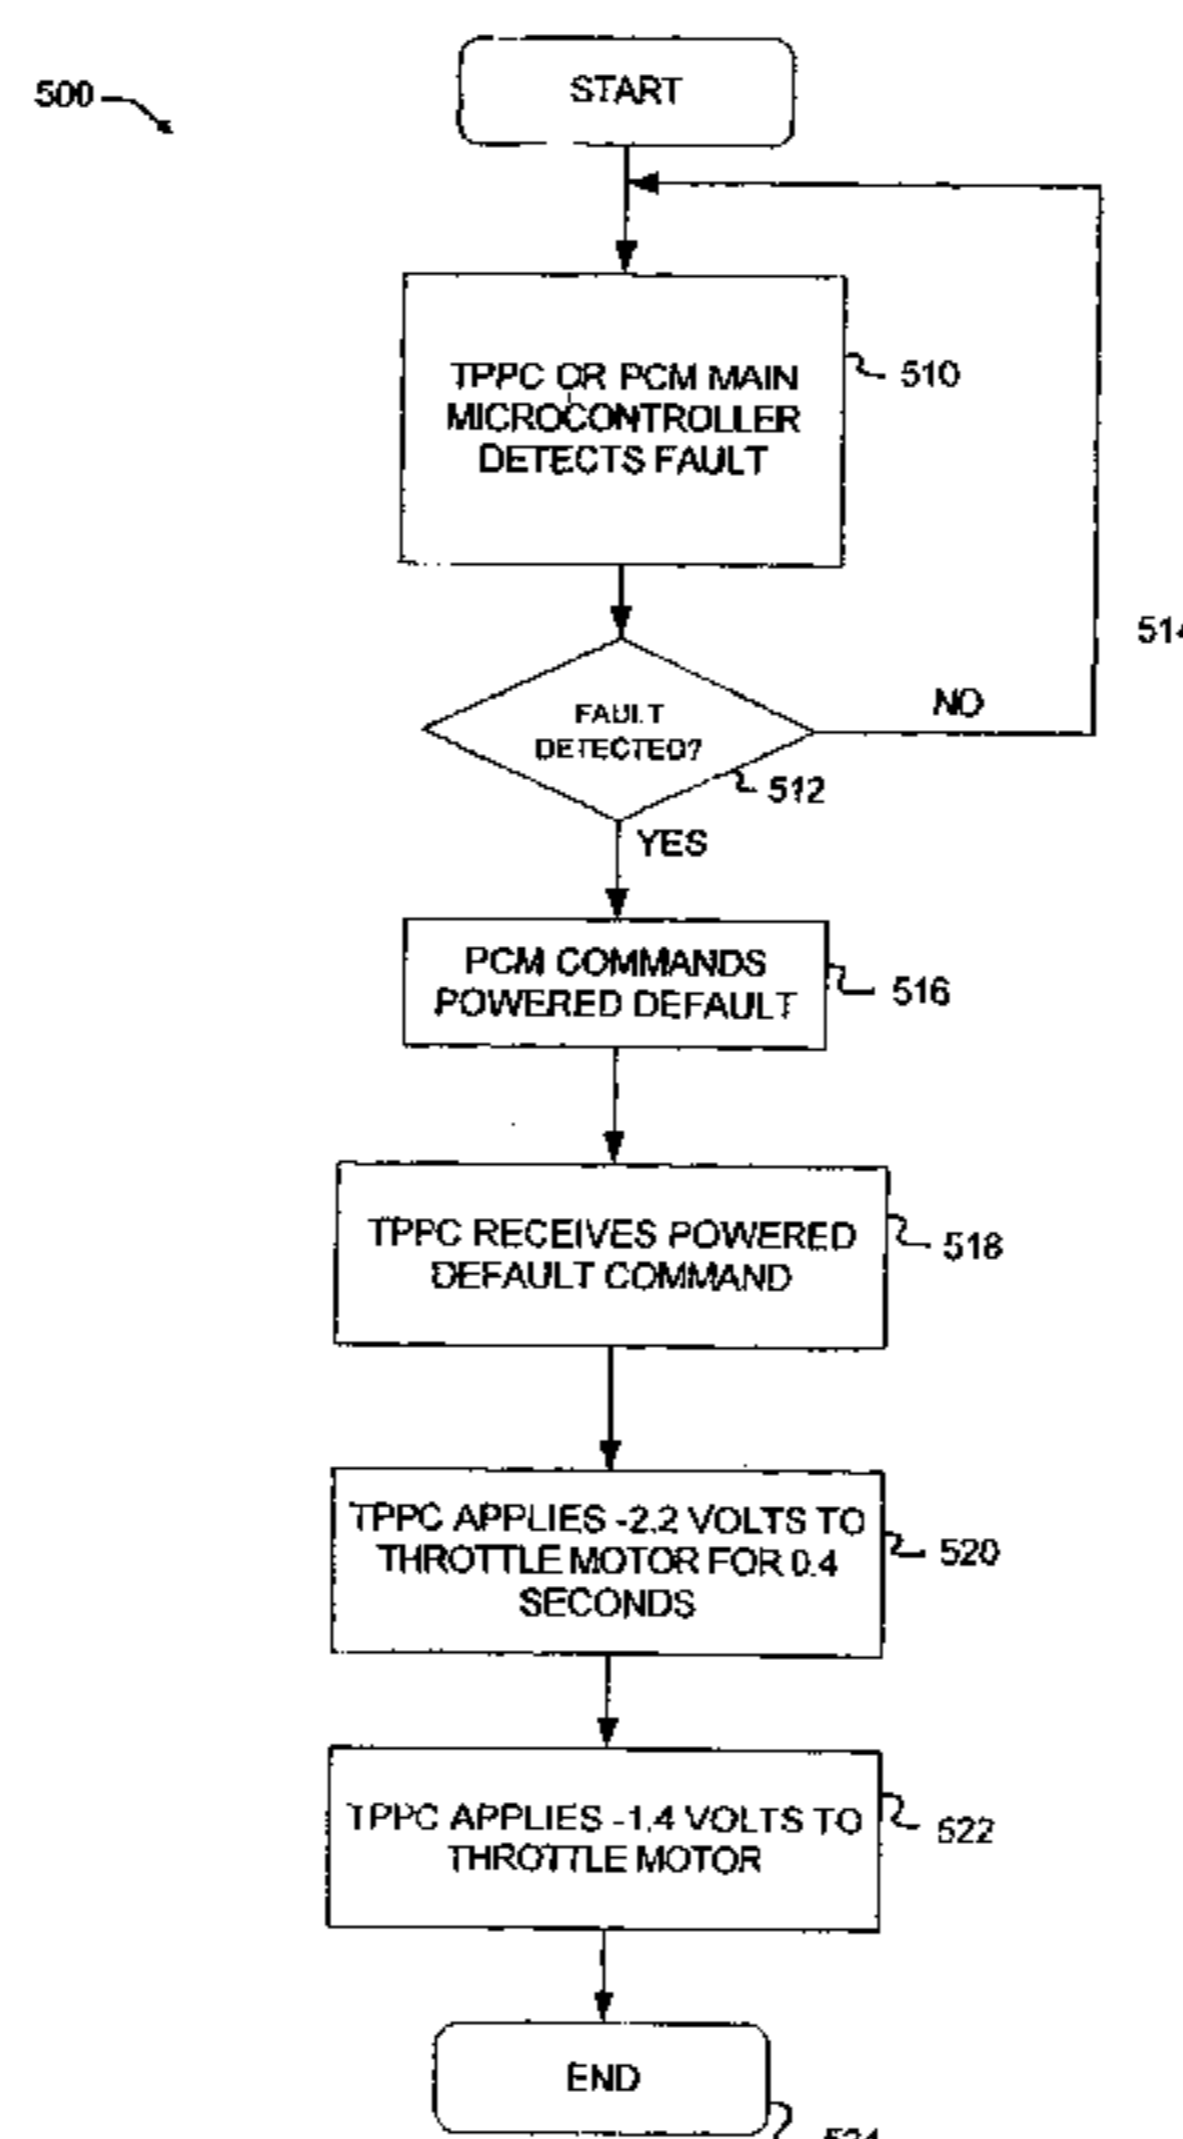 500
START
TPPC OR PCM MAIN
MICROCONTROLLER
DETECTS FAULT
510
514
FAULT
DETECTED?
NO
512
YES
PCM COMMANDS
POWERED DEFAULT
516
TPPC RECEIVES POWERED
DEFAULT COMMAND
518
TPPC APPLIES -2.2 VOLTS TO
THROTTLE MOTOR FOR 0.4
SECONDS
520
TPPC APPLIES -1.4 VOLTS TO
THROTTLE MOTOR
522
END